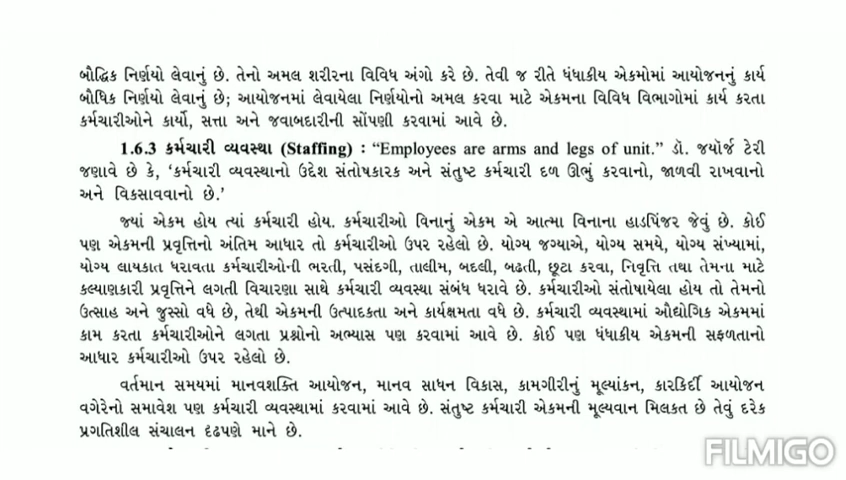 બૌદ્ધિક નિર્ણયો લેવાનું છે. તેનો અમલ શરીરના વિવિધ અંગો કરે છે. તેવી જ રીતે ધંધાકીય એકમોમાં આયોજનનું કાર્ય
બૌધિક નિર્ણયો લેવાનું છે; આયોજનમાં લેવાયેલા નિર્ણયોનો અમલ કરવા માટે એકમના વિવિધ વિભાગોમાં કાર્ય કરતા
કર્મચારીઓને કાર્યો, સત્તા અને જવાબદારીની સોંપણી કરવામાં આવે છે.
1.6.3 કર્મચારી વ્યવસ્થા (Staffing) : “Employees are arms and legs of unit.” ડૉ. જ્યૉર્જ ટેરી
જણાવે છે કે, ‘કર્મચારી વ્યવસ્થાનો ઉદ્દેશ સંતોષકારક અને સંતુષ્ટ કર્મચારી દળ ઊભું કરવાનો, જાળવી રાખવાનો
અને વિકસાવવાનો છે.’
જ્યાં એકમ હોય ત્યાં કર્મચારી હોય. કર્મચારીઓ વિનાનું એકમ એ આત્મા વિનાના હાડપિંજર જેવું છે. કોઈ
પણ એકમની પ્રવૃત્તિનો અંતિમ આધાર તો કર્મચારીઓ ઉપર રહેલો છે. યોગ્ય જગ્યાએ, યોગ્ય સમયે, યોગ્ય સંખ્યામાં,
યોગ્ય લાયકાત ધરાવતા કર્મચારીઓની ભરતી, પસંદગી, તાલીમ, બદલી, બઢતી, છૂટા કરવા, નિવૃત્તિ તથા તેમના માટે
કલ્યાણકારી પ્રવૃત્તિને લગતી વિચારણા સાથે કર્મચારી વ્યવસ્થા સંબંધ ધરાવે છે. કર્મચારીઓ સંતોષાયેલા હોય તો તેમનો
ઉત્સાહ અને જુસ્સો વધે છે, તેથી એકમની ઉત્પાદકતા અને કાર્યક્ષમતા વધે છે. કર્મચારી વ્યવસ્થામાં ઔદ્યોગિક એકમમાં
કામ કરતા કર્મચારીઓને લગતા પ્રશ્નોનો અભ્યાસ પણ કરવામાં આવે છે. કોઈ પણ ધંધાકીય એકમની સફળતાનો
આધાર કર્મચારીઓ ઉપર રહેલો છે.
વર્તમાન સમયમાં માનવશક્તિ આયોજન, માનવ સાધન વિકાસ, કામગીરીનું મૂલ્યાંકન, કારકિર્દી આયોજન
વગેરેનો સમાવેશ પણ કર્મચારી વ્યવસ્થામાં કરવામાં આવે છે. સંતુષ્ટ કર્મચારી એકમની મૂલ્યવાન મિલકત છે તેવું દરેક
પ્રગતિશીલ સંચાલન દૃઢપણે માને છે.
FILMIGO